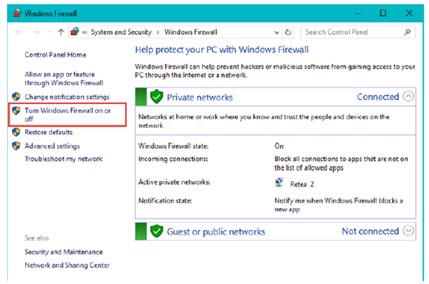 Windows Firewall
« System and Security > Windows Firewall
Search Control Panel
Control Panel Home
Allow an app or feature
through Windows Firewall
Change notification settings
Turn Windows Firewall on or
off
Restore defaults
Advanced settings
Troubleshoot my network
See also
Security and Maintenance
Network and Sharing Center
Help protect your PC with Windows Firewall
Windows Firewall can help prevent hackers or malicious software from gaining access to your
PC through the Internet or a network.
Private networks Connected
Networks at home or work where you know and trust the people and devices on the
network
Windows Firewall state: On
Incoming connections: Block all connections to apps that are not
on the list of allowed apps
Active private networks: Retea 2
Notification state: Notify me when Windows Firewall blocks a
new app
Guest or public networks Not connected